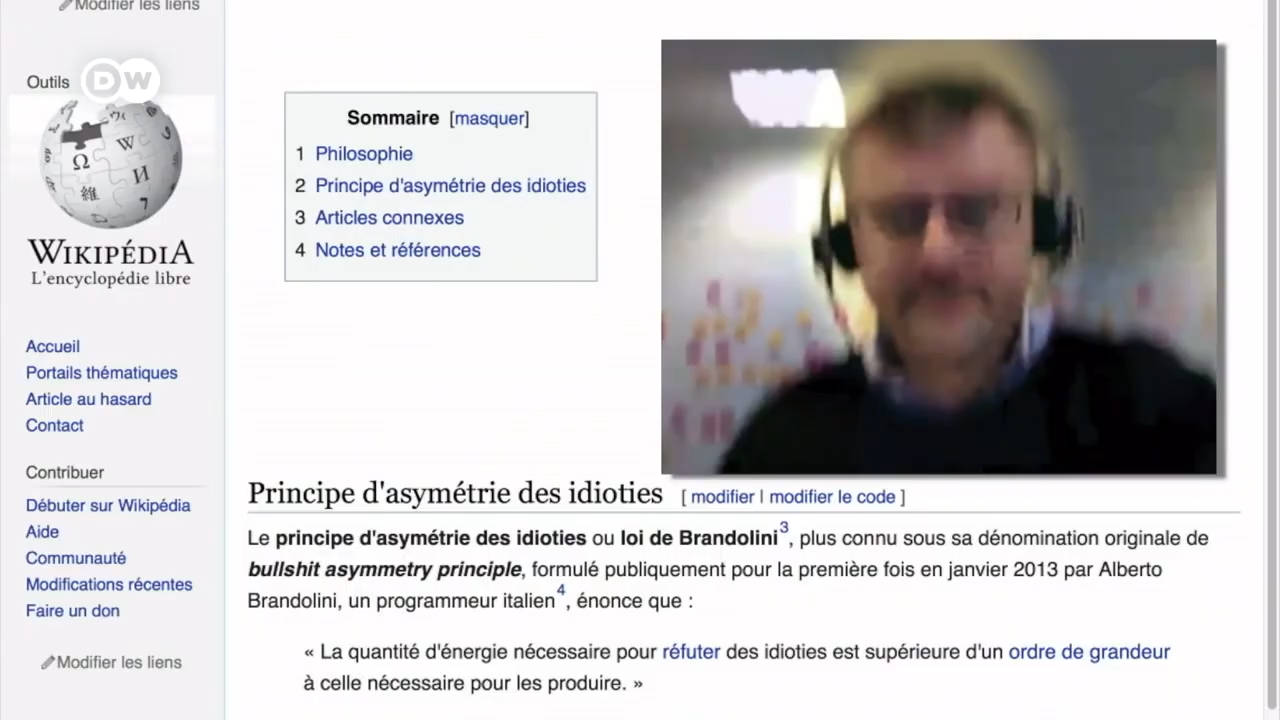 Modifier les liens
Outils
DW
WIKIPÉDIA
L'encyclopédie libre
Accueil
Portails thématiques
Article au hasard
Contact
Contribuer
Débuter sur Wikipédia
Aide
Communauté
Modifications récentes
Faire un don
Modifier les liens
Sommaire [masquer]
1 Philosophie
2 Principe d'asymétrie des idioties
3 Articles connexes
4 Notes et références
Principe d'asymétrie des idioties [ modifier | modifier le code ]
Le principe d'asymétrie des idioties ou loi de Brandolini3, plus connu sous sa dénomination originale de
bullshit asymmetry principle, formulé publiquement pour la première fois en janvier 2013 par Alberto
Brandolini, un programmeur italien4, énonce que :
« La quantité d'énergie nécessaire pour réfuter des idioties est supérieure d'un ordre de grandeur
à celle nécessaire pour les produire. »